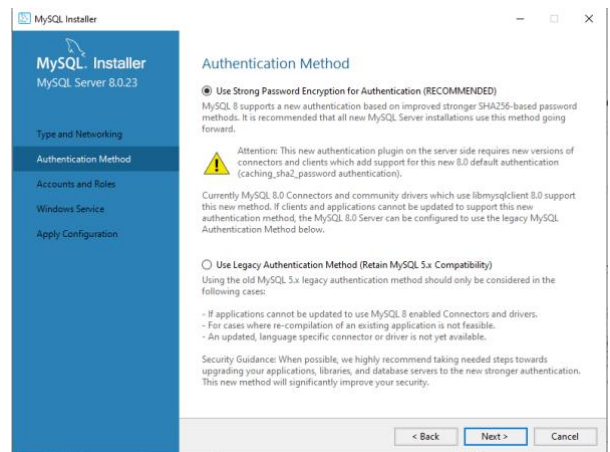 MySQL Installer
MySQL. Installer
MySQL Server 8.0.23
Type and Networking
Authentication Method
Accounts and Roles
Windows Service
Apply Configuration
Authentication Method
Use Strong Password Encryption for Authentication (RECOMMENDED)
MySQL 8 supports a new authentication based on improved stronger SHA256-based password
methods. It is recommended that all new MySQL Server installations use this method going
forward.
Attention: This new authentication plugin on the server side requires new versions of
connectors and clients which add support for this new 8.0 default authentication
(caching_sha2_password authentication).
Currently MySQL 8.0 Connectors and community drivers which use libmysqlclient 8.0 support
this new method. If clients and applications cannot be updated to support this new
authentication method, the MySQL 8.0 Server can be configured to use the legacy MySQL
Authentication Method below.
Use Legacy Authentication Method (Retain MySQL 5.x Compatibility)
Using the old MySQL 5.x legacy authentication method should only be considered in the
following cases:
- If applications cannot be updated to use MySQL 8 enabled Connectors and drivers.
- For cases where re-compilation of an existing application is not feasible.
- An updated, language specific connector or driver is not yet available.
Security Guidance: When possible, we highly recommend taking needed steps towards
upgrading your applications, libraries, and database servers to the new stronger authentication.
This new method will significantly improve your security.
< Back
Next >
Cancel